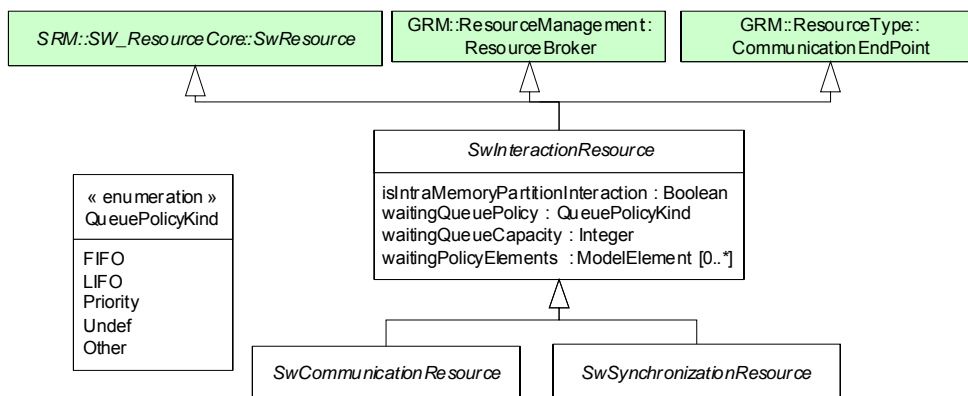 SRM::SW_ResourceCore::SwResource
GRM::ResourceManagement:
ResourceBroker
GRM::ResourceType::
CommunicationEndPoint
SwInteractionResource
isIntraMemoryPartitionInteraction : Boolean
waitingQueuePolicy : QueuePolicyKind
waitingQueueCapacity : Integer
waitingPolicyElements : ModelElement [0..*]
« enumeration »
QueuePolicyKind
FIFO
LIFO
Priority
Undef
Other
SwCommunicationResource
SwSynchronizationResource